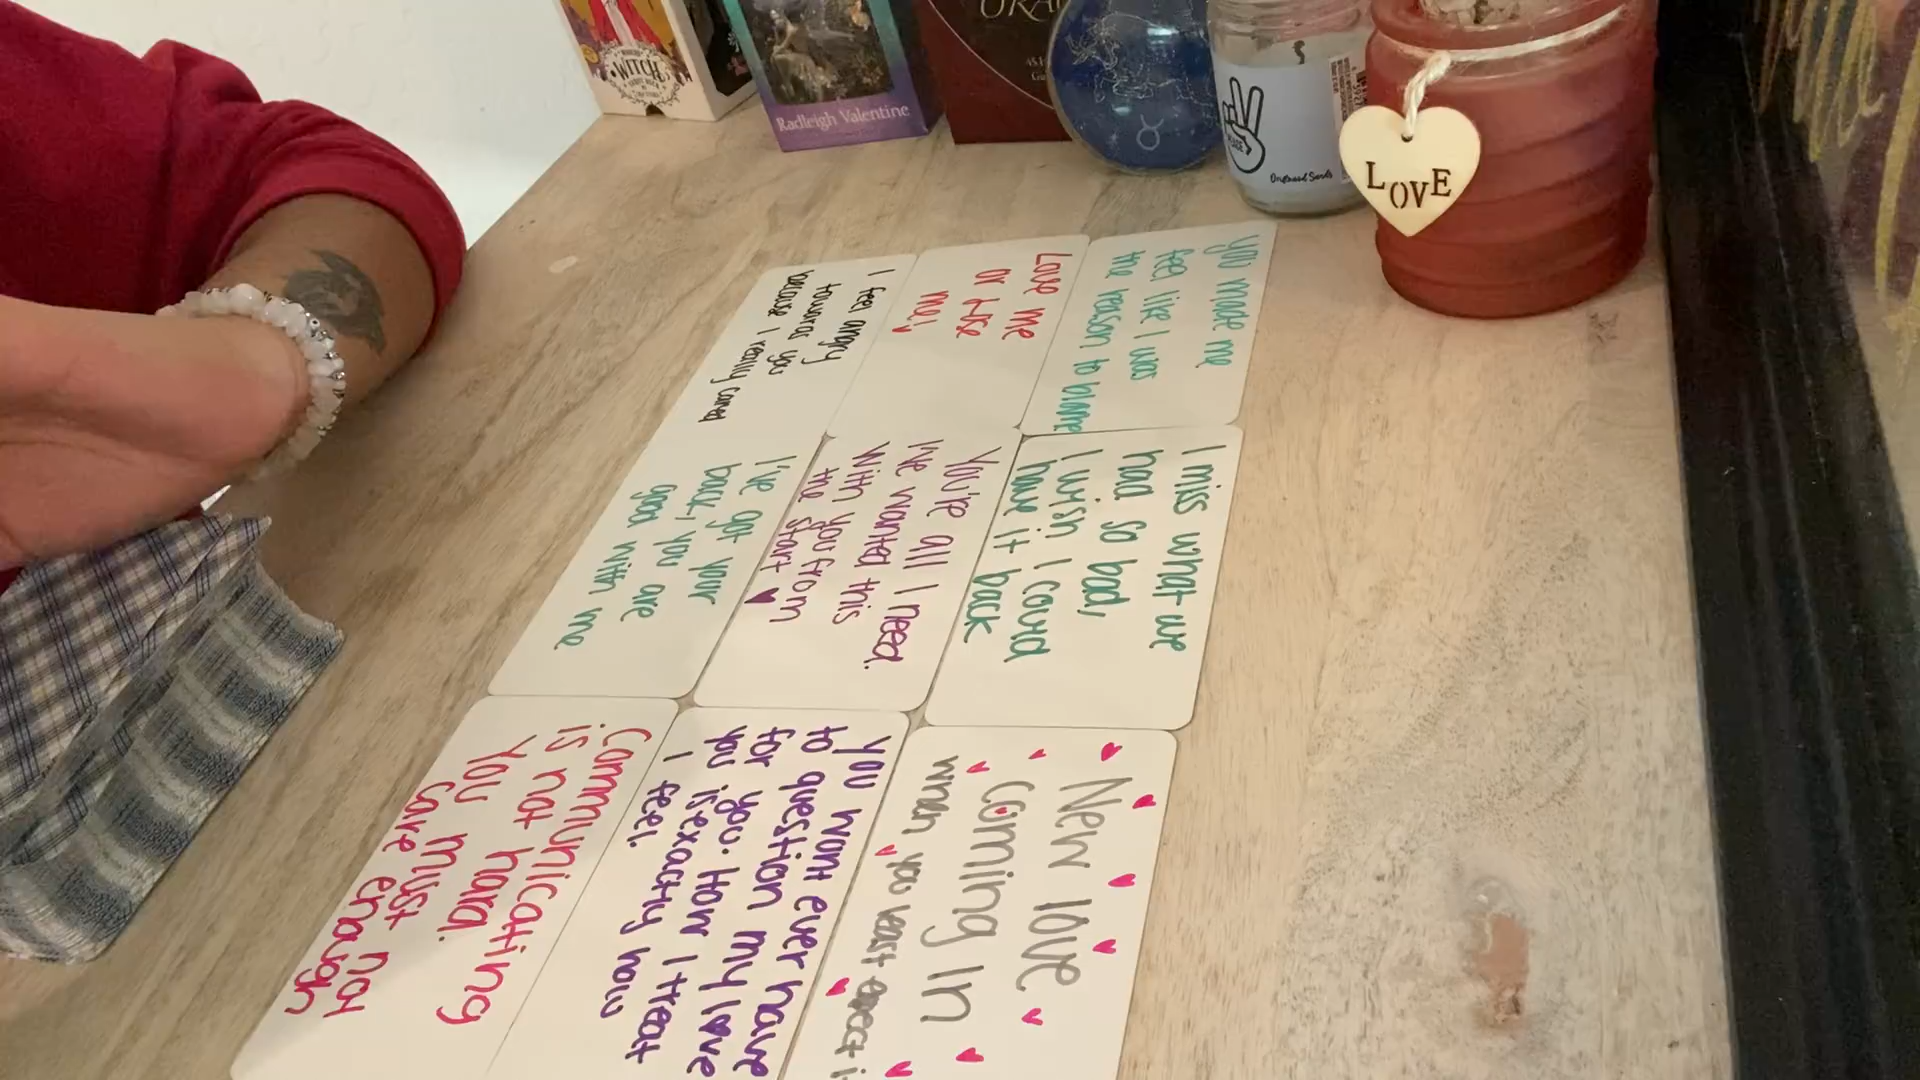 WITCH
Radleigh Valentine
ORA
LOVE
I feel angry
towards you
because I really cared
Love me
or lose
me!
you made me
feel like I was
the reason to blame
I've got your
back, you are
good with me
You're all I need.
I've wanted this
with you from
the start
I miss what we
had so bad,
I wish I could
have it back
Communicating
is not hard.
You must not
care enough
You wont ever have
to question my love
for you. How I treat
you is exactly how
I feel.
New love
Coming In
when you least expect i